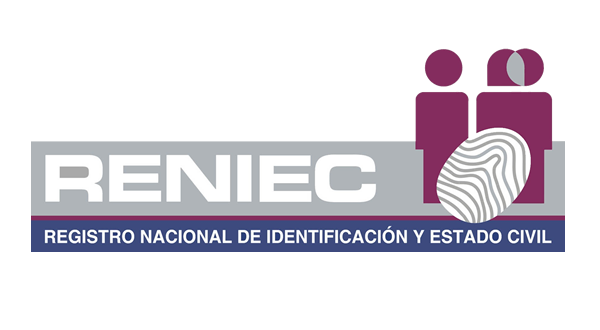 RENIEC
REGISTRO NACIONAL DE IDENTIFICACIÓN Y ESTADO CIVIL